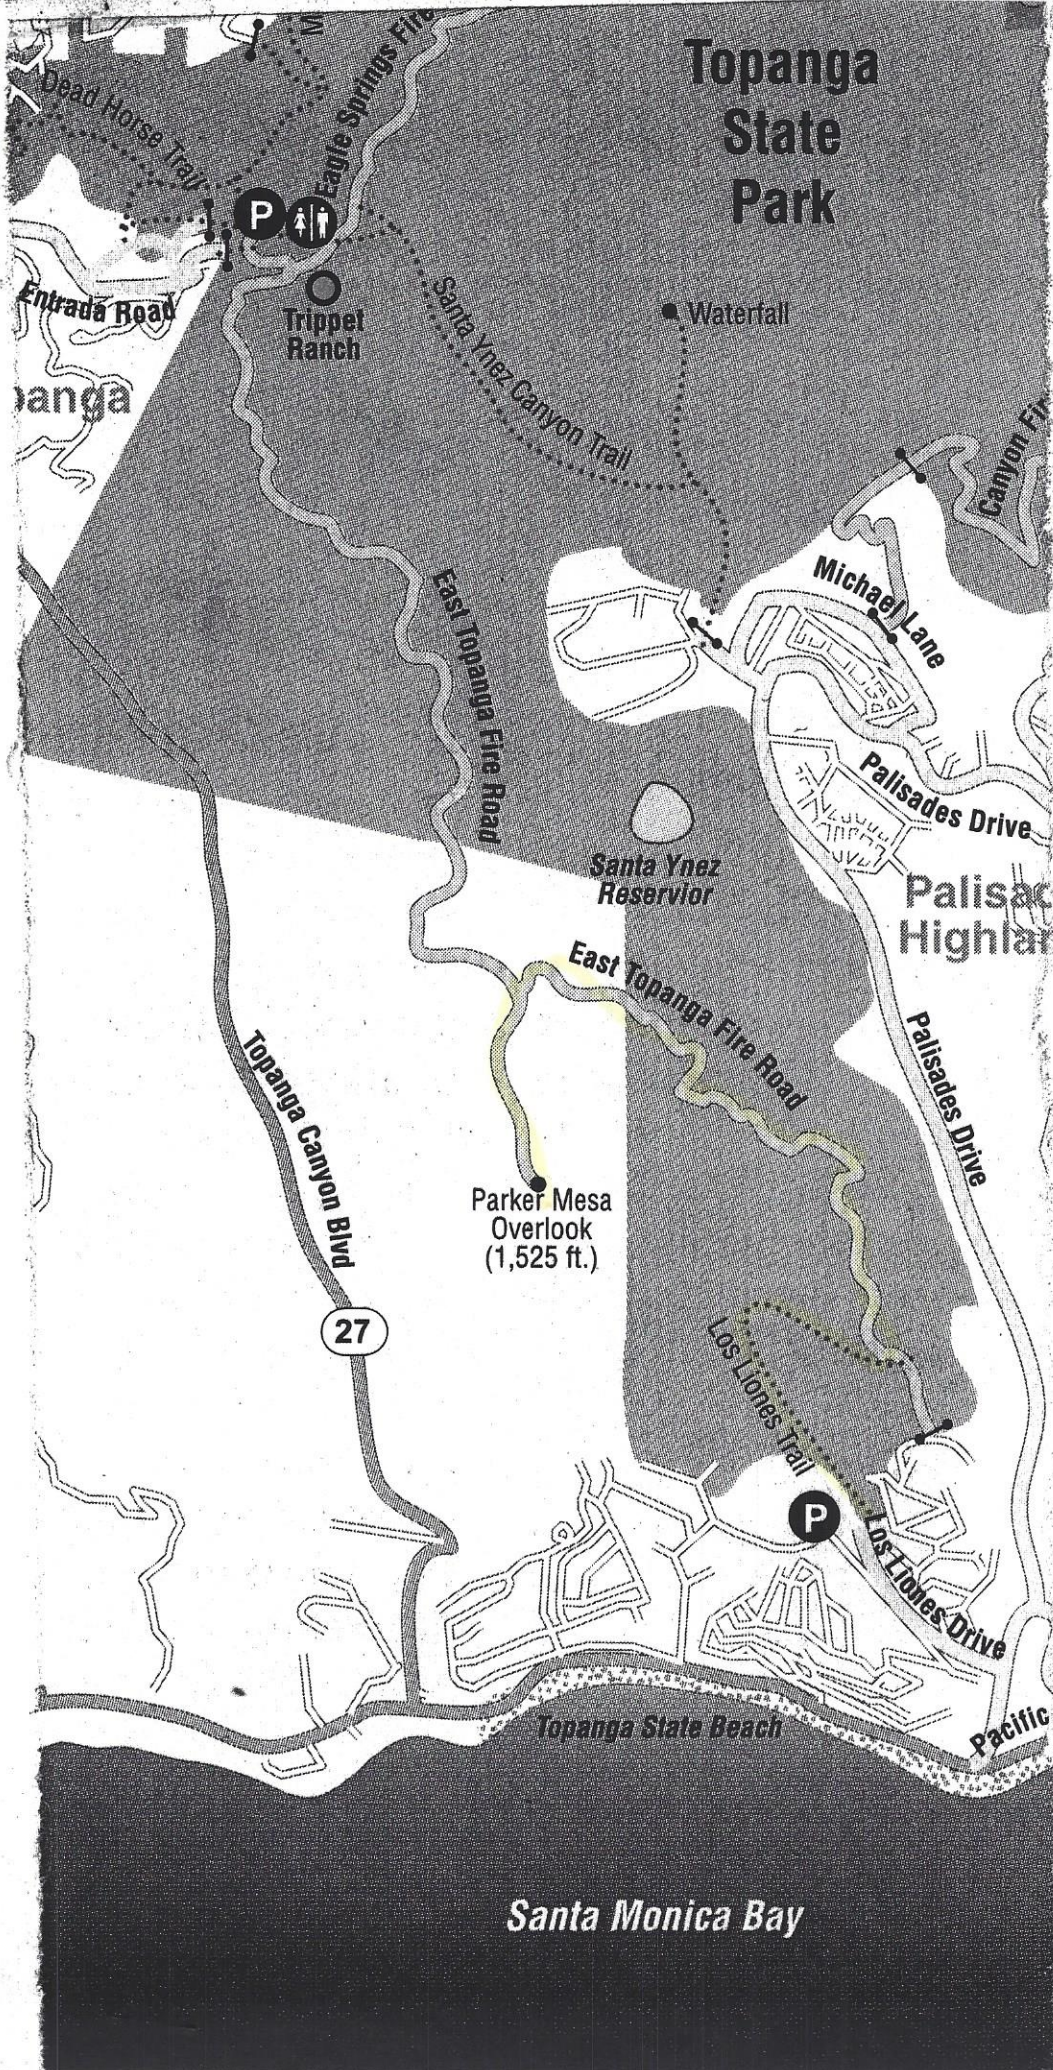 Topanga
State
Park
Eagle Springs Fire
M
Dead Horse Trail
P
Entrada Road
Trippet
Ranch
Santa Ynez Canyon Trail
Waterfall
panga
Canyon Fir
Michael Lane
East Topanga Fire Road
Palisades Drive
Santa Ynez
Reservior
Palisad
Highlan
East Topanga Fire Road
Palisades Drive
Topanga Canyon Blvd
Parker Mesa
Overlook
(1,525 ft.)
27
Los Liones Trail
P
Los Liones Drive
Topanga State Beach
Pacific
Santa Monica Bay